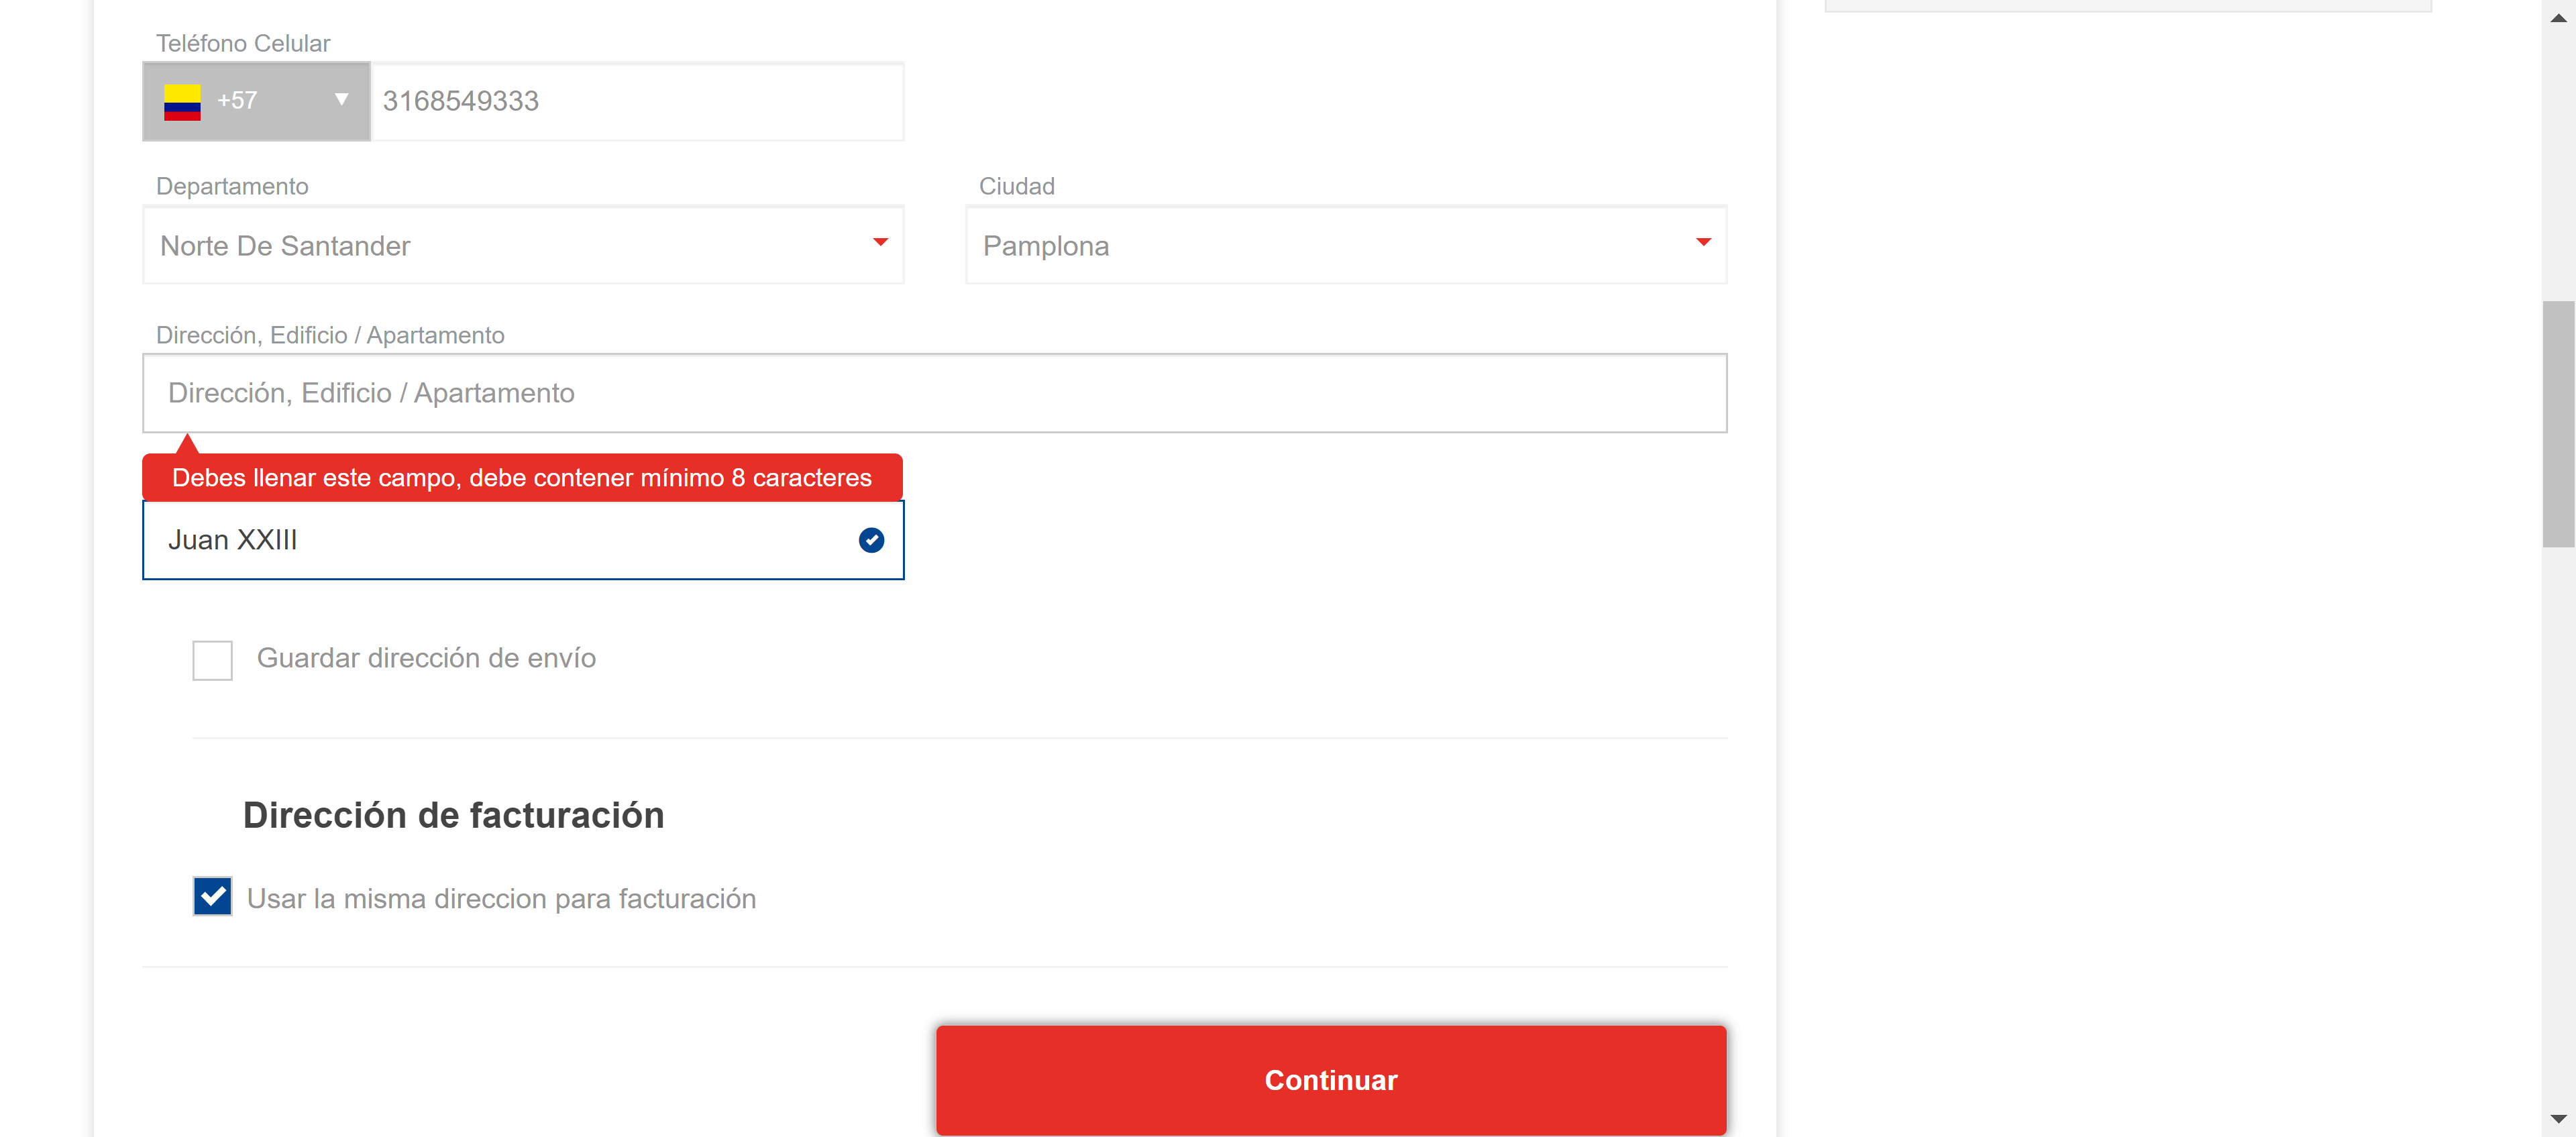 Teléfono Celular
+57
3168549333
Departamento
Ciudad
Norte De Santander
Pamplona
Dirección, Edificio / Apartamento
Dirección, Edificio / Apartamento
Debes llenar este campo, debe contener mínimo 8 caracteres
Juan XXIII
Guardar dirección de envío
Dirección de facturación
Usar la misma direccion para facturación
Continuar